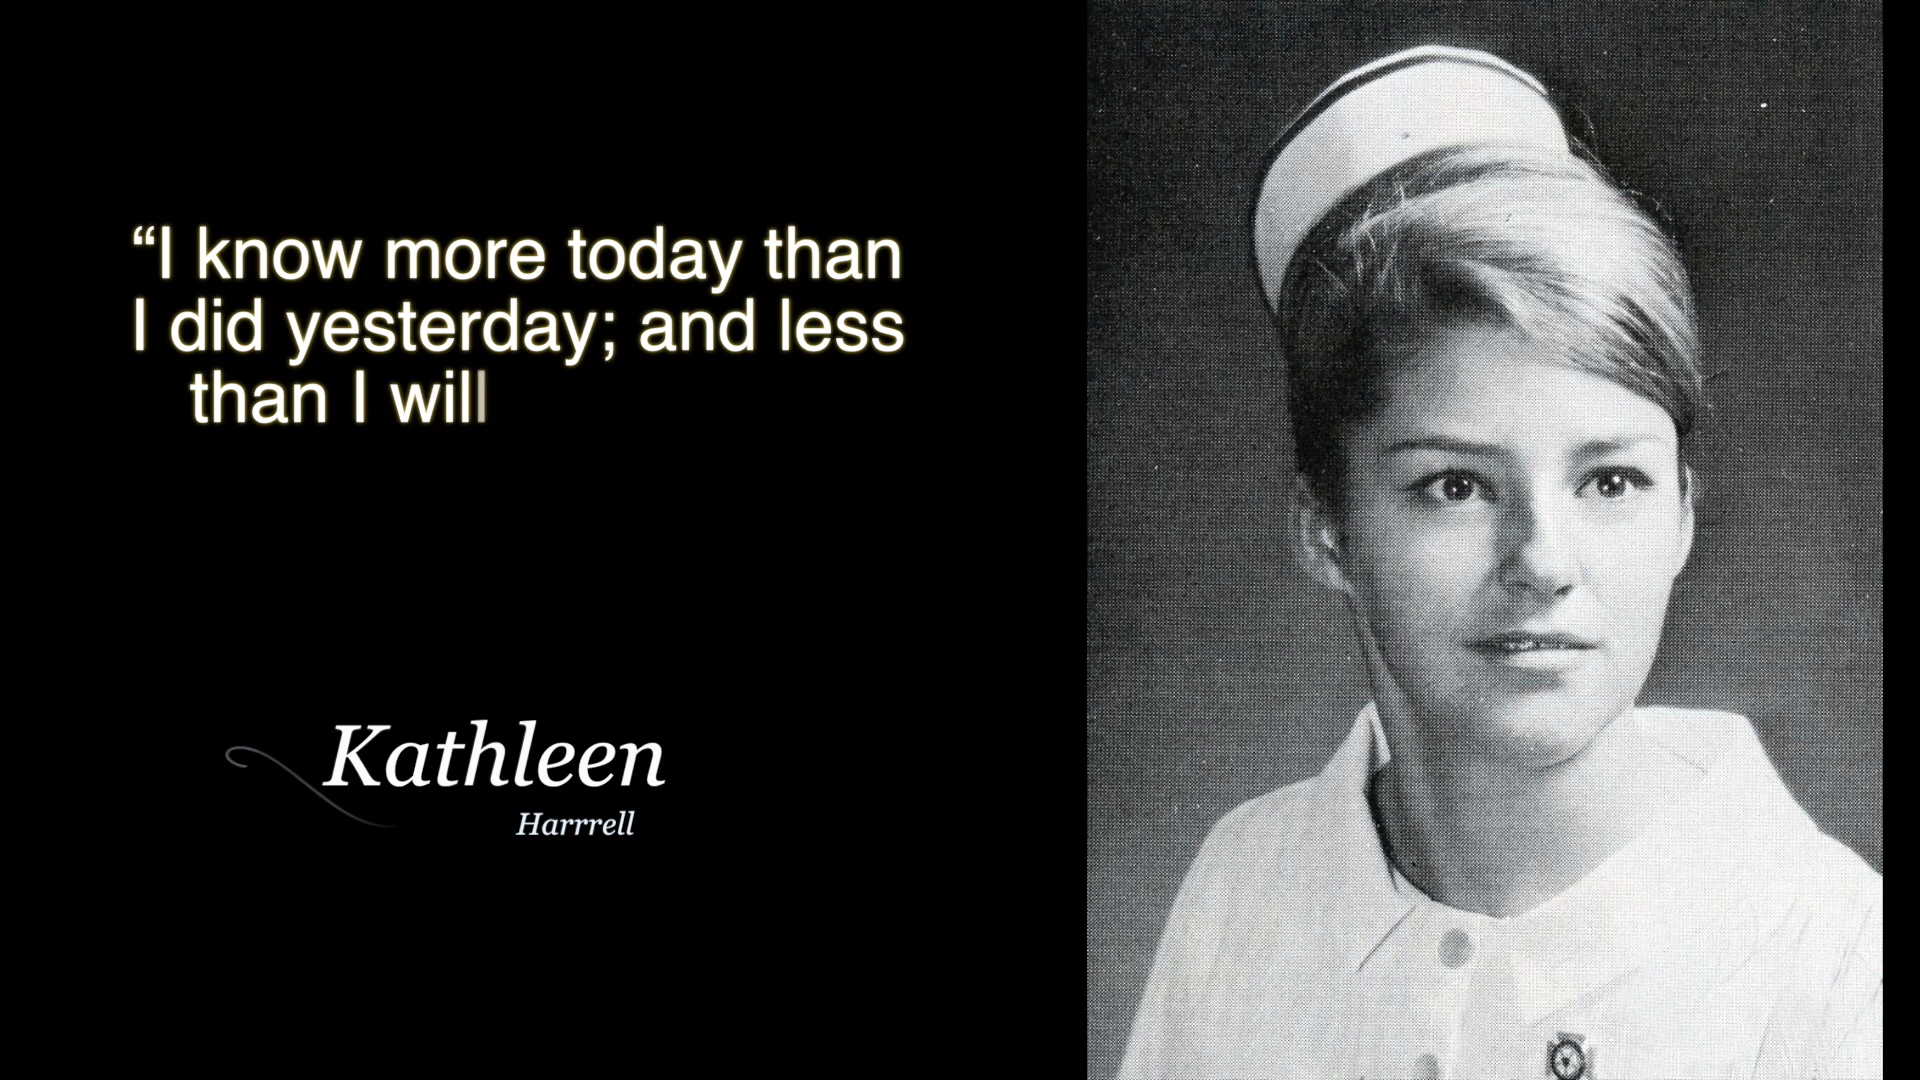 “I know more today than
I did yesterday; and less
than I will
Kathleen
Harrrell